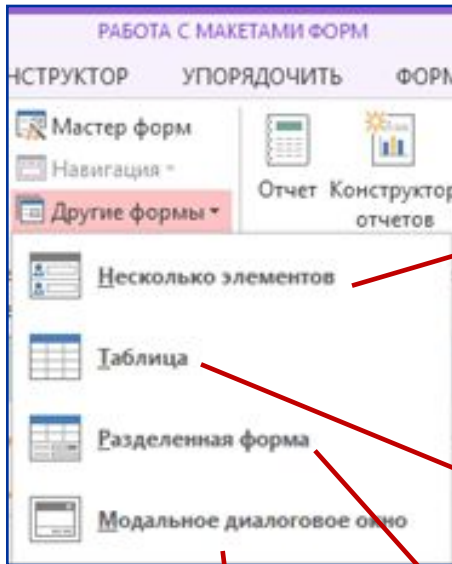 РАБОТА С МАКЕТАМИ ФОРМ
НСТРУКТОР УПОРЯДОЧИТЬ ФОРМ
Мастер форм
Навигация
Другие формы
Отчет Конструктор
отчетов
Несколько элементов
Таблица
Разделенная форма
Модальное диалоговое окно